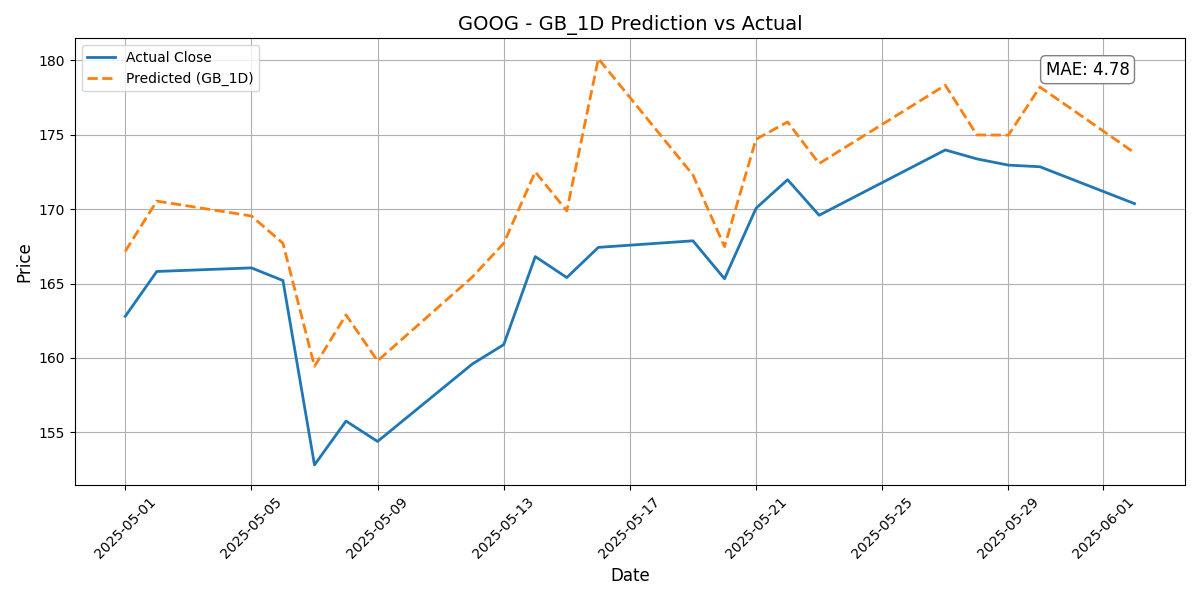 GOOG - GB_1D Prediction vs Actual
Actual Close
Predicted (GB_1D)
MAE: 4.78
180
175
170
165
160
155
Price
2025-05-01
2025-05-05
2025-05-09
2025-05-13
2025-05-17
2025-05-21
2025-05-25
2025-05-29
2025-06-01
Date